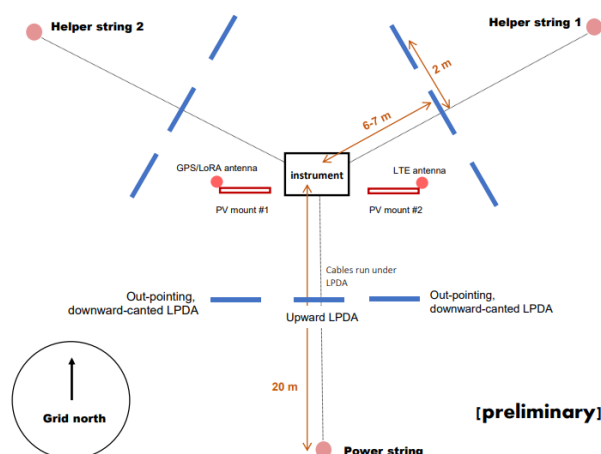 Helper string 2
Helper string 1
2 m
6-7 m
GPS/LoRA antenna
instrument
LTE antenna
PV mount #1
PV mount #2
Cables run under
LPDA
Out-pointing,
downward-canted LPDA
Upward LPDA
Out-pointing,
downward-canted LPDA
20 m
Grid north
[preliminary]
Power string